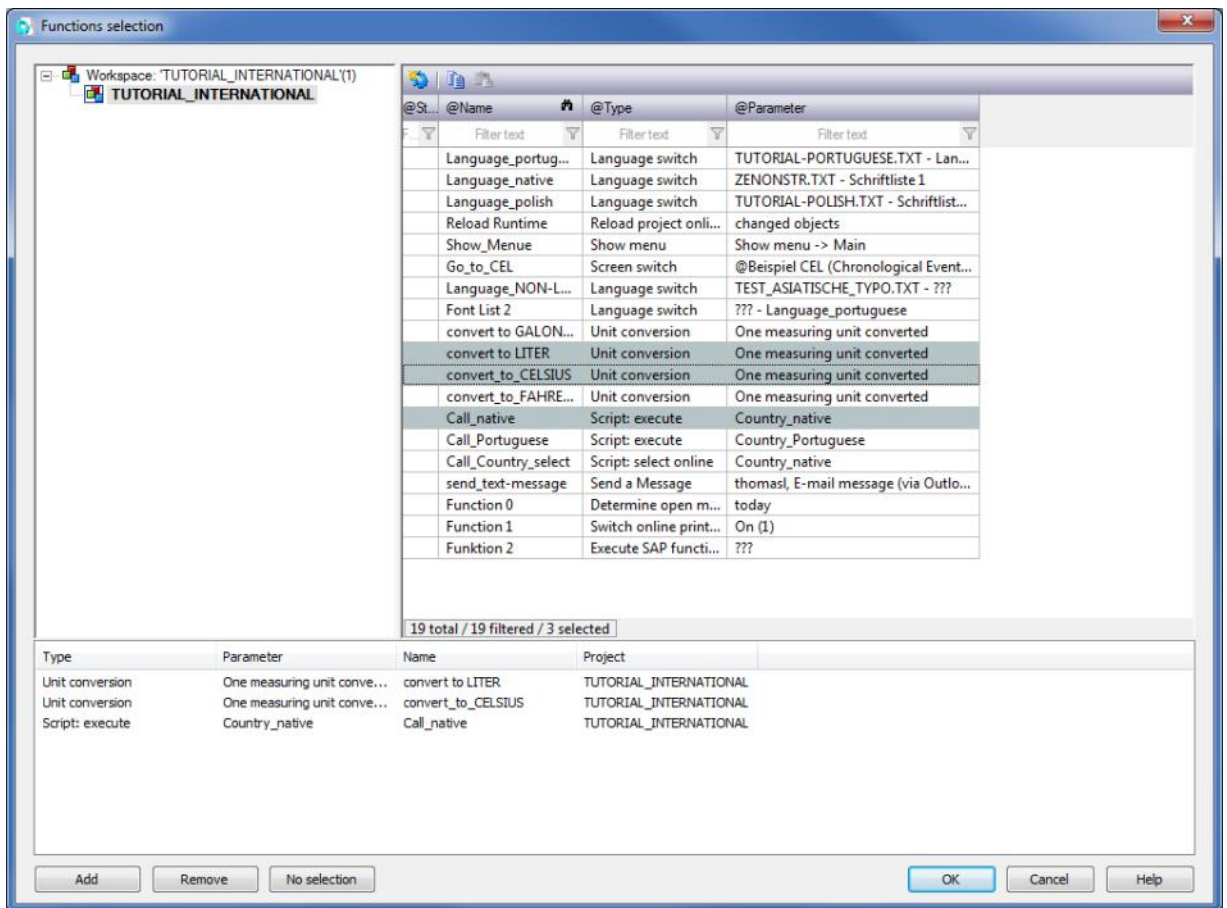 Functions selection
Workspace: 'TUTORIAL_INTERNATIONAL'(1)
TUTORIAL_INTERNATIONAL
@St... @Name @Type @Parameter
F... Filter text Filter text Filter text
Language_portug... Language switch TUTORIAL-PORTUGUESE.TXT - Lan...
Language_native Language switch ZENONSTR.TXT - Schriftliste 1
Language_polish Language switch TUTORIAL-POLISH.TXT - Schriftlist...
Reload Runtime Reload project onli... changed objects
Show_Menue Show menu Show menu -> Main
Go_to_CEL Screen switch @Beispiel CEL (Chronological Event...
Language_NON-L... Language switch TEST_ASIATISCHE_TYPO.TXT - ???
Font List 2 Language switch ??? - Language_portuguese
convert to GALON... Unit conversion One measuring unit converted
convert to LITER Unit conversion One measuring unit converted
convert_to_CELSIUS Unit conversion One measuring unit converted
convert_to_FAHRE... Unit conversion One measuring unit converted
Call_native Script: execute Country_native
Call_Portuguese Script: execute Country_Portuguese
Call_Country_select Script: select online Country_native
send_text-message Send a Message thomasl, E-mail message (via Outlo...
Function 0 Determine open m... today
Function 1 Switch online print... On (1)
Funktion 2 Execute SAP functi... ???
19 total / 19 filtered / 3 selected
Type Parameter Name Project
Unit conversion One measuring unit conve... convert to LITER TUTORIAL_INTERNATIONAL
Unit conversion One measuring unit conve... convert_to_CELSIUS TUTORIAL_INTERNATIONAL
Script: execute Country_native Call_native TUTORIAL_INTERNATIONAL
Add Remove No selection OK Cancel Help